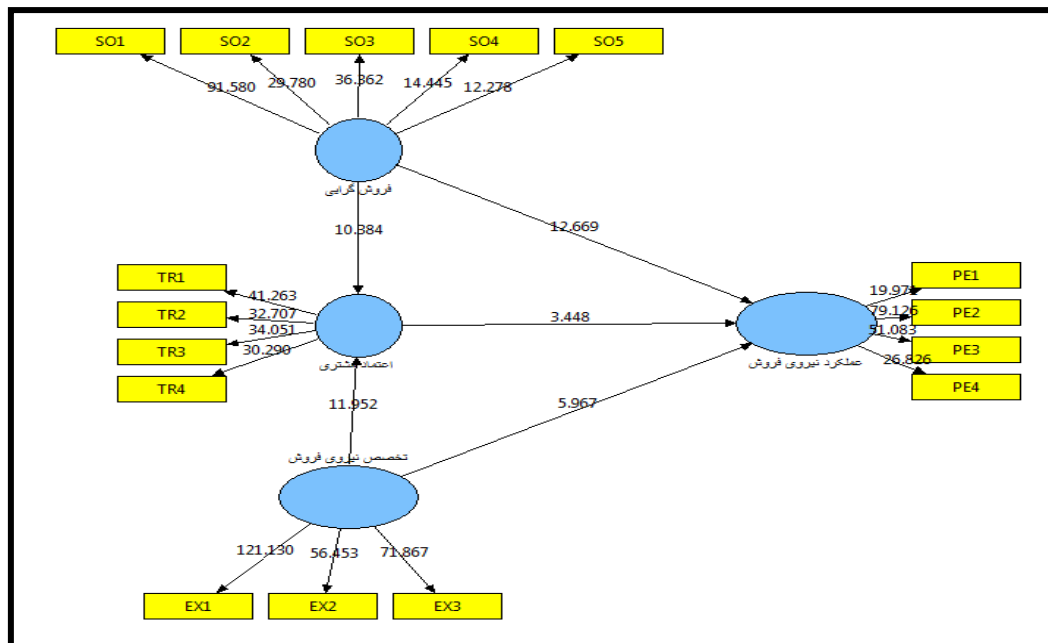 SO1 SO2 SO3 SO4 SO5
91.580 29.780 36.362 14.445 12.278
فروش گرایی
10.384 12.669
TR1
TR2
TR3
TR4
41.263
32.707
34.051
30.290
اعتماد مشتری
3.448
PE1
PE2
PE3
PE4
19.971
79.126
51.083
26.826
عملکرد نیروی فروش
11.952 5.967
تخصص نیروی فروش
121.130 56.453 71.867
EX1 EX2 EX3